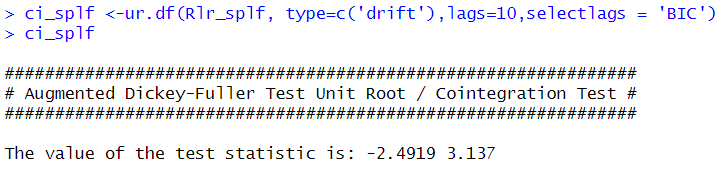 > ci_splf <-ur.df(Rlr_splf, type=c('drift'),lags=10,selectlags = 'BIC')
> ci_splf
###############################################################
# Augmented Dickey-Fuller Test Unit Root / Cointegration Test #
###############################################################
The value of the test statistic is: -2.4919 3.137